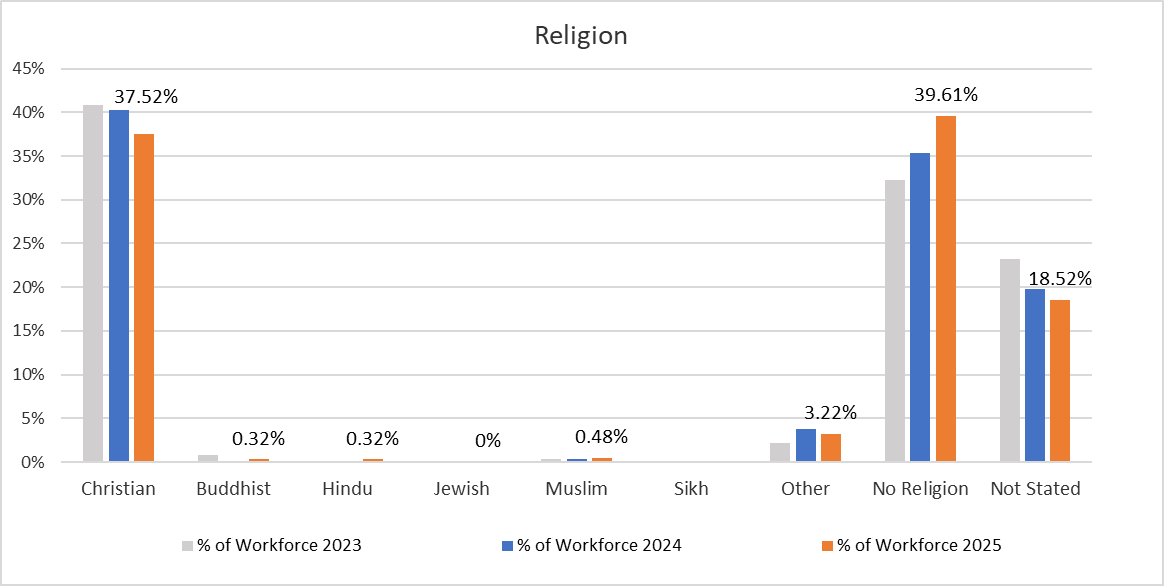 Religion
45%
40%
35%
30%
25%
20%
15%
10%
5%
0%
37.52%
0.32%
0.32%
0%
0.48%
3.22%
39.61%
18.52%
Christian
Buddhist
Hindu
Jewish
Muslim
Sikh
Other
No Religion
Not Stated
% of Workforce 2023
% of Workforce 2024
% of Workforce 2025